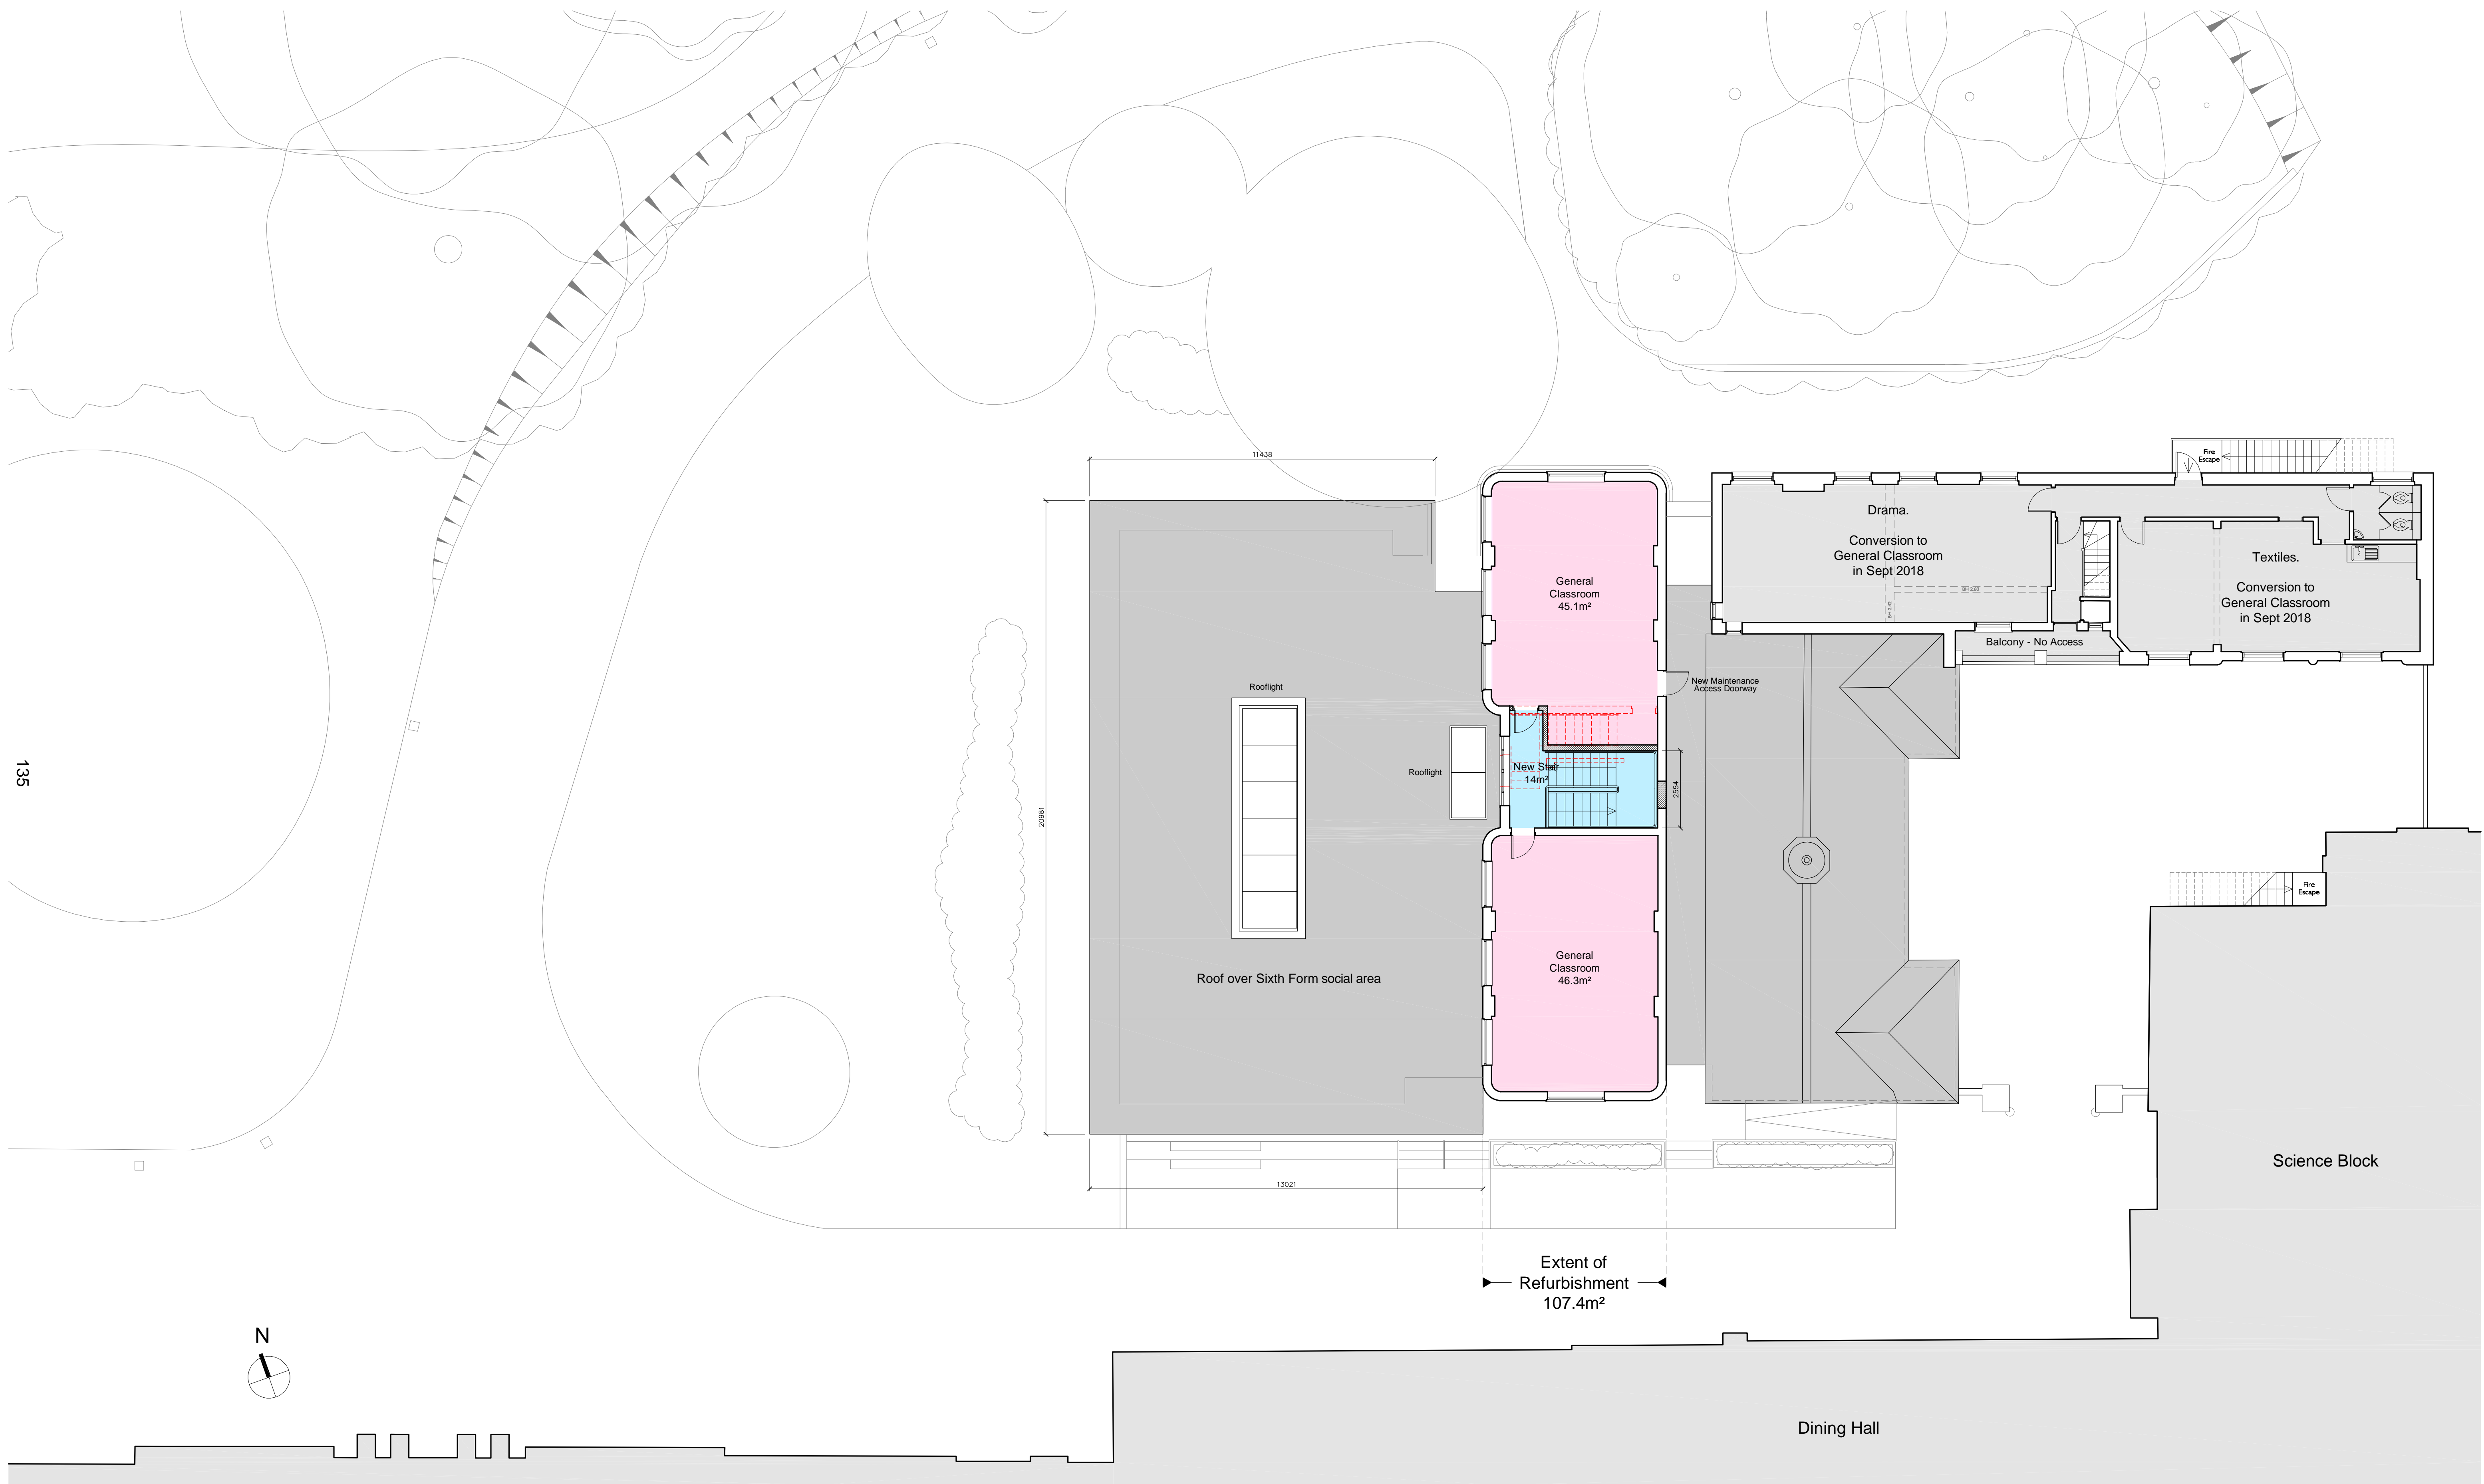 Fire
Escape
11438
Drama.
Conversion to
General Classroom
in Sept 2018
Textiles.
Conversion to
General Classroom
in Sept 2018
General
Classroom
45.1m²
Balcony - No Access
Rooflight
New Maintenance
Access Doorway
135
Rooflight
New Stair
14m²
2554
20981
Fire
Escape
General
Classroom
46.3m²
Roof over Sixth Form social area
Science Block
13021
Extent of
Refurbishment
107.4m²
N
Dining Hall